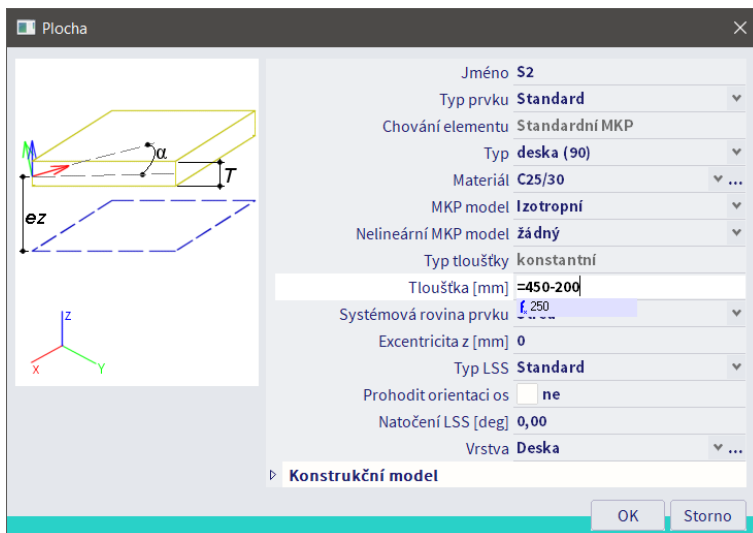 Plocha
Jméno S2
Typ prvku Standard
Chování elementu Standardní MKP
Typ deska (90)
Materiál C25/30 ...
MKP model Izotropní
Nelineární MKP model žádný
Typ tloušťky konstantní
Tloušťka [mm] =450-200
fx 250
Systémová rovina prvku
Excentricita z [mm] 0
Typ LSS Standard
Prohodit orientaci os ne
Natočení LSS [deg] 0,00
Vrstva Deska ...
Konstrukční model
α
T
ez
z
x
Y
OK Storno